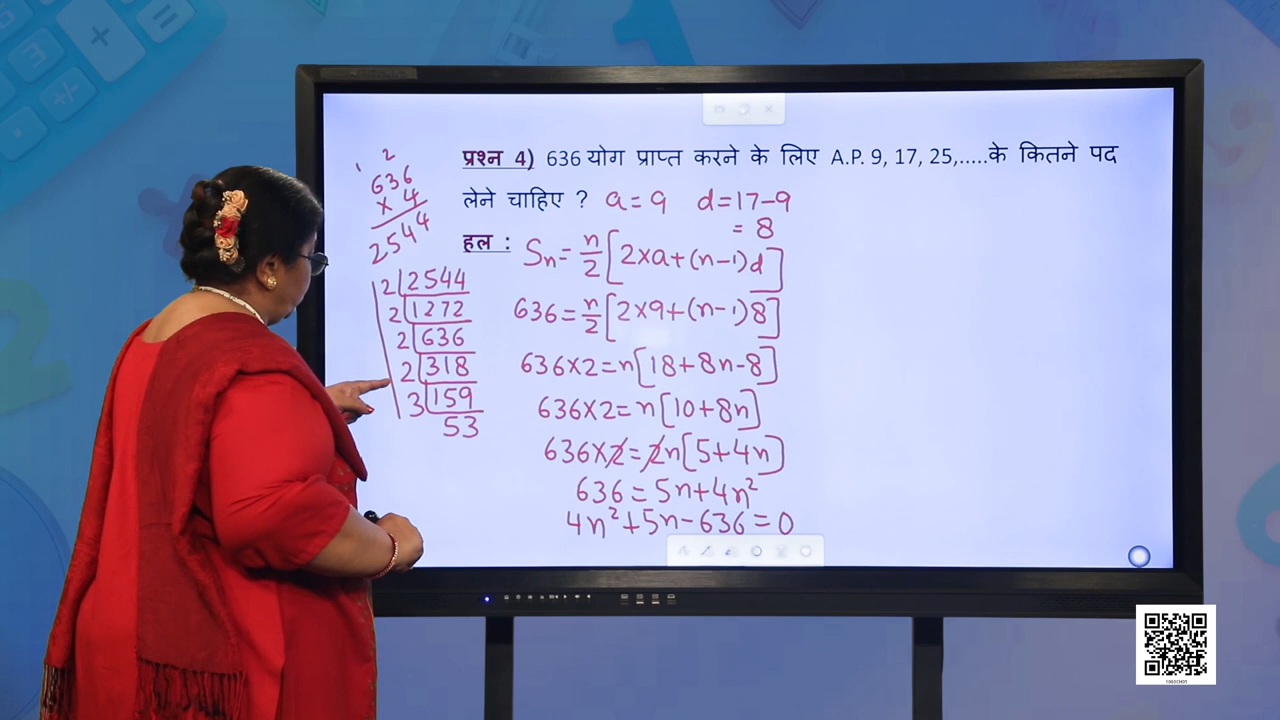 प्रश्न 4) 636 योग प्राप्त करने के लिए A.P. 9, 17, 25,.....के कितने पद
लेने चाहिए ? a = 9 d = 17-9
= 8
हल : Sn = n/2 [2×a+(n-1)d]
636 = n/2 [2×9+(n-1)8]
636×2 = n[18+8n-8]
636×2 = n[10+8n]
636×2 = 2n[5+4n]
636 = 5n+4n²
4n²+5n-636 = 0
1 2
636
× 4
2544
2 | 2544
2 | 1272
2 | 636
2 | 318
3 | 159
53